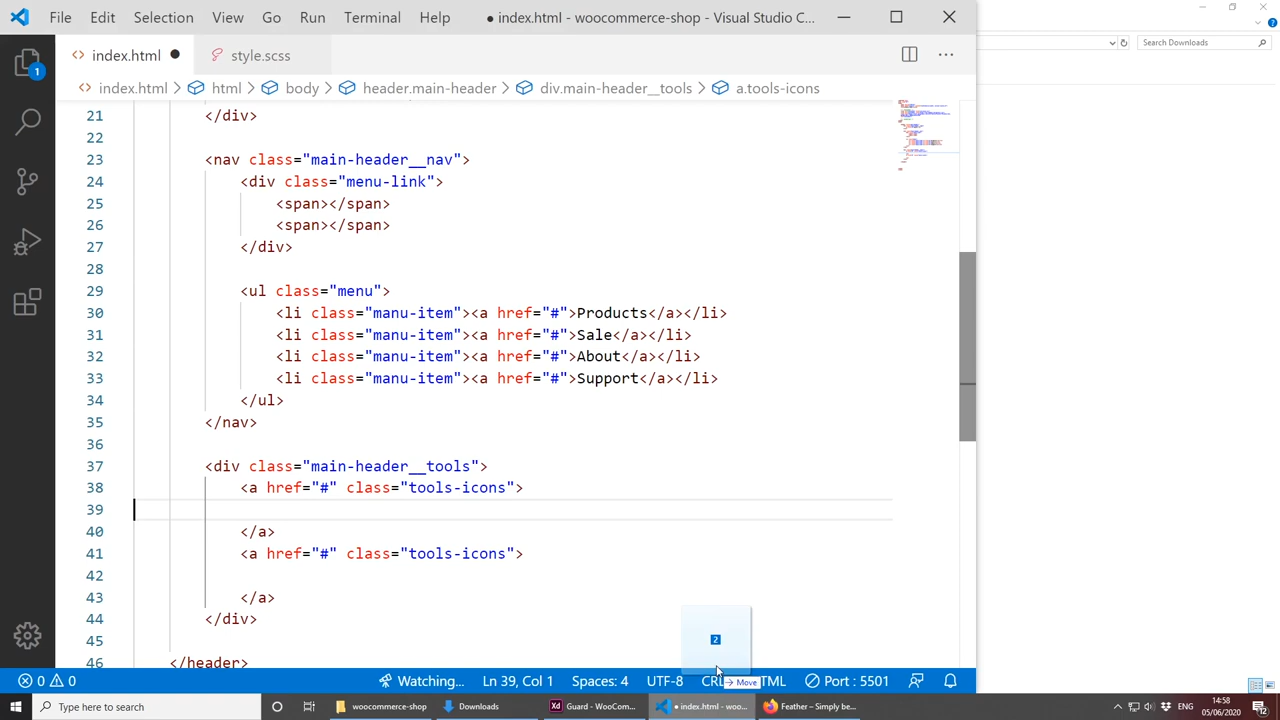 File Edit Selection View Go Run Terminal Help ● index.html - woocommerce-shop - Visual Studio C...
Search Downloads
index.html ●
style.scss
1
index.html > html > body > header.main-header > div.main-header__tools > a.tools-icons
21 </div>
22
23 <nav class="main-header__nav">
24 <div class="menu-link">
25 <span></span>
26 <span></span>
27 </div>
28
29 <ul class="menu">
30 <li class="manu-item"><a href="#">Products</a></li>
31 <li class="manu-item"><a href="#">Sale</a></li>
32 <li class="manu-item"><a href="#">About</a></li>
33 <li class="manu-item"><a href="#">Support</a></li>
34 </ul>
35 </nav>
36
37 <div class="main-header__tools">
38 <a href="#" class="tools-icons">
39
40 </a>
41 <a href="#" class="tools-icons">
42
43 </a>
44 </div>
45
46 </header>
2
0 0 Watching... Ln 39, Col 1 Spaces: 4 UTF-8 Port : 5501
→ Move
Type here to search
woocommerce-shop
Downloads
Guard - WooCom...
● index.html - woo...
Feather – Simply be...
ENG
14:58
05/06/2020
12